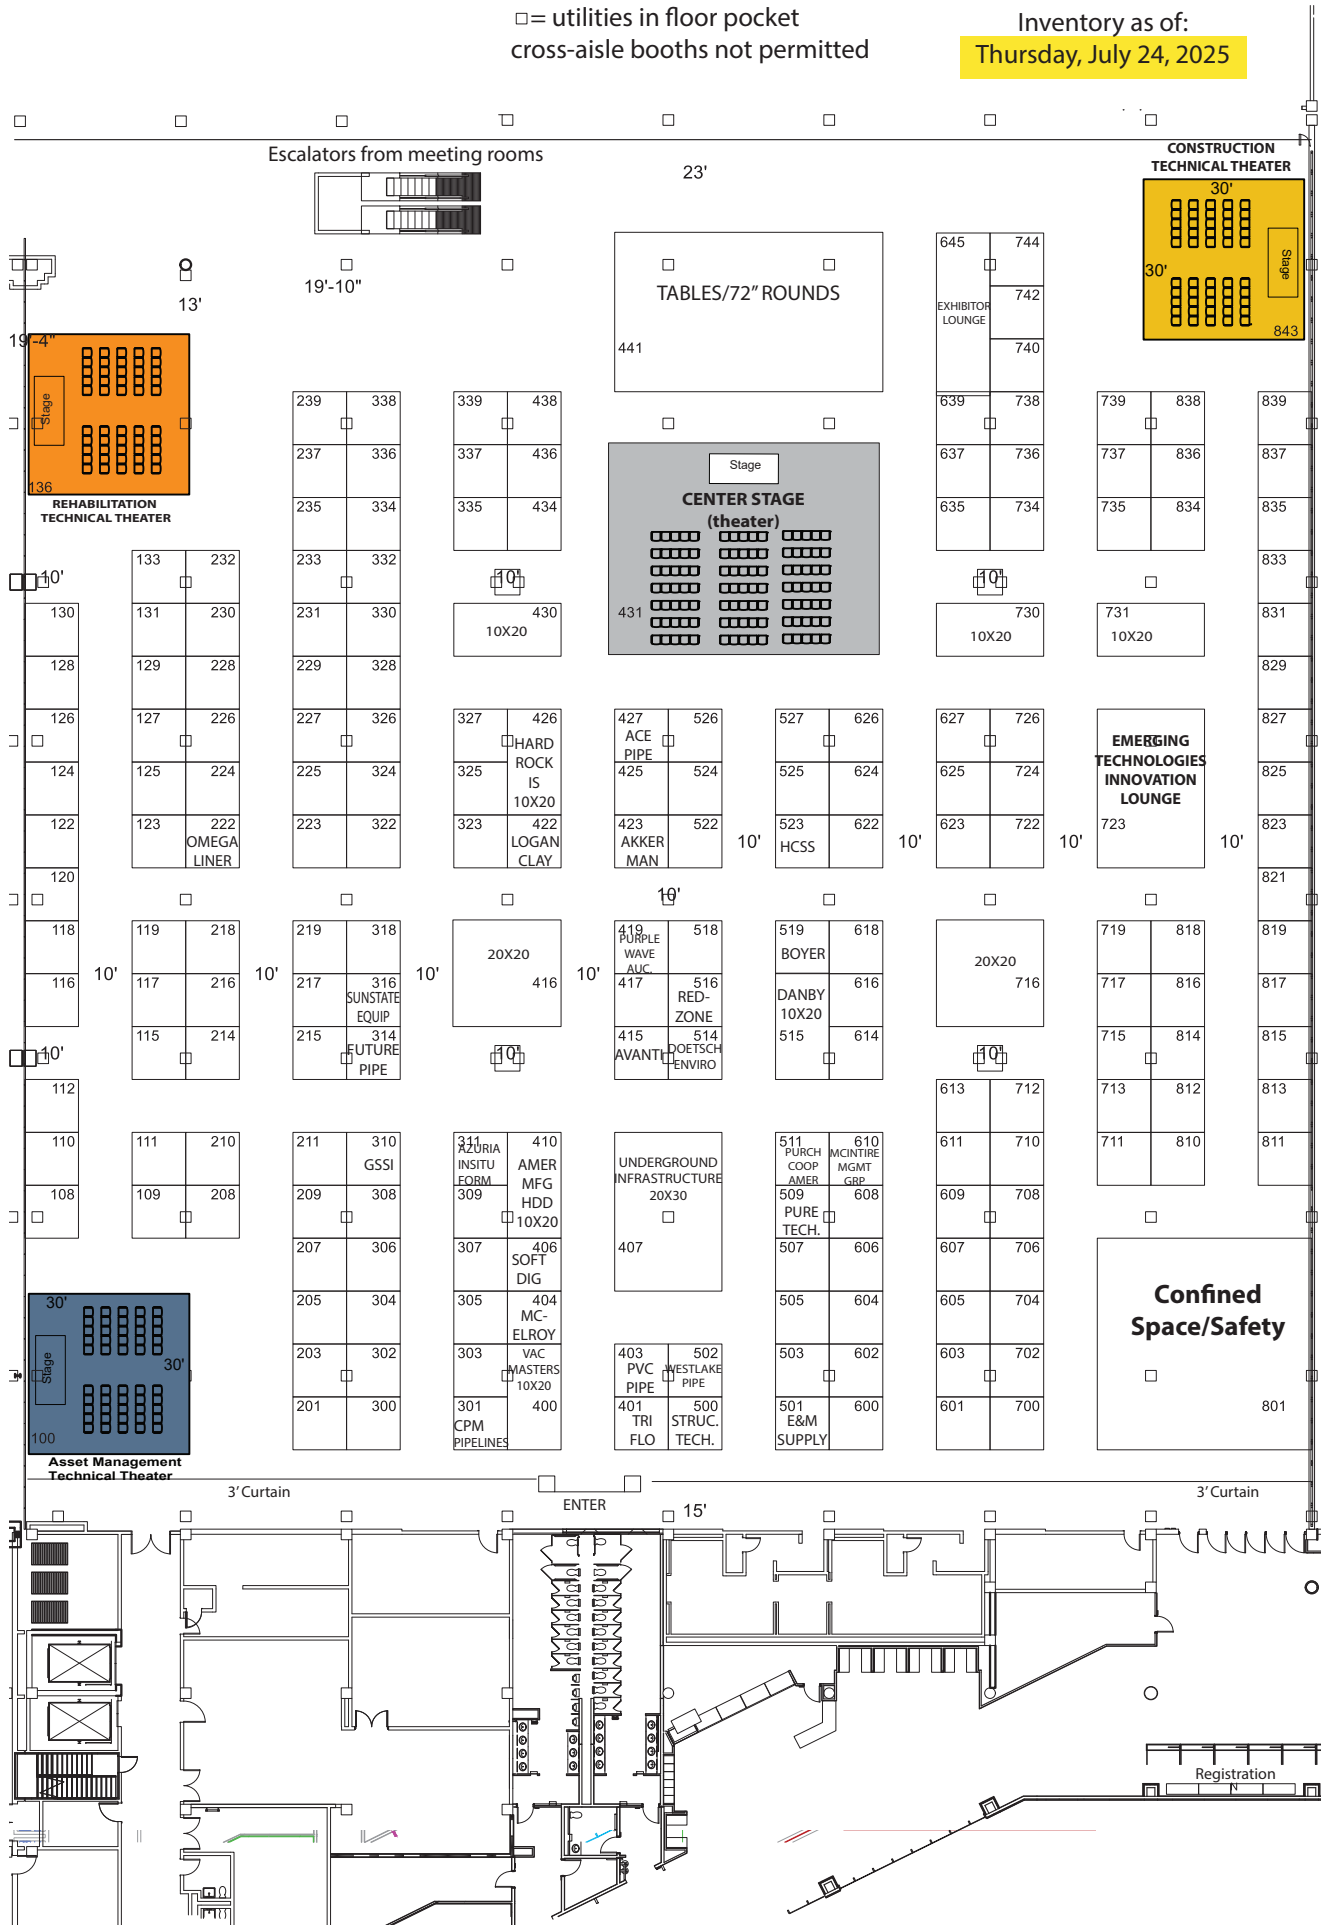 = utilities in floor pocket
cross-aisle booths not permitted
Inventory as of:
Thursday, July 24, 2025
Escalators from meeting rooms
23'
CONSTRUCTION
TECHNICAL THEATER
30'
Stage
30'
843
13'
19'-10"
TABLES/72” ROUNDS
441
645 744
EXHIBITOR
LOUNGE
742
740
19'-4"
Stage
136
REHABILITATION
TECHNICAL THEATER
239 338 339 438 639 738 739 838 839
237 336 337 436 637 736 737 836 837
235 334 335 434 635 734 735 834 835
Stage
CENTER STAGE
(theater)
431
133 232 233 332 833
10' 10' 10'
130 131 230 231 330 430 730 731 831
10X20 10X20 10X20
128 129 228 229 328 829
126 127 226 227 326 327 426 427 526 527 626 627 726 827
HARD
ROCK
IS
10X20
ACE
PIPE
EMERGING
TECHNOLOGIES
INNOVATION
LOUNGE
723
124 125 224 225 324 325 425 524 525 624 625 724 825
122 123 222 223 322 323 422 423 522 523 622 623 722 823
OMEGA
LINER
LOGAN
CLAY
AKKER
MAN
HCSS
10' 10' 10' 10'
120 821
10'
118 119 218 219 318 419 518 519 618 719 818 819
20X20
416
PURPLE
WAVE
AUC.
BOYER
20X20
716
10' 10' 10' 10'
116 117 216 217 316 417 516 616 717 816 817
SUNSTATE
EQUIP
RED-
ZONE
DANBY
10X20
515
115 214 215 314 415 514 614 715 814 815
FUTURE
PIPE
AVANTI
DOETSCH
ENVIRO
10' 10' 10'
112 613 712 713 812 813
110 111 210 211 310 311 410 511 610 611 710 711 810 811
GSSI
AZURIA
INSITU
FORM
AMER
MFG
HDD
10X20
UNDERGROUND
INFRASTRUCTURE
20X30
407
PURCH
COOP
AMER
MCINTIRE
MGMT
GRP
108 109 208 209 308 309 509 608 609 708
PURE
TECH.
207 306 307 406 507 606 607 706
SOFT
DIG
205 304 305 404 505 604 605 704
MC-
ELROY
Confined
Space/Safety
801
30'
Stage
30'
100
Asset Management
Technical Theater
203 302 303 403 502 503 602 603 702
VAC
MASTERS
10X20
400
PVC
PIPE
WESTLAKE
PIPE
201 300 301 401 500 501 600 601 700
CPM
PIPELINES
TRI
FLO
STRUC.
TECH.
E&M
SUPPLY
3’ Curtain
ENTER
15'
3’ Curtain
Registration
N